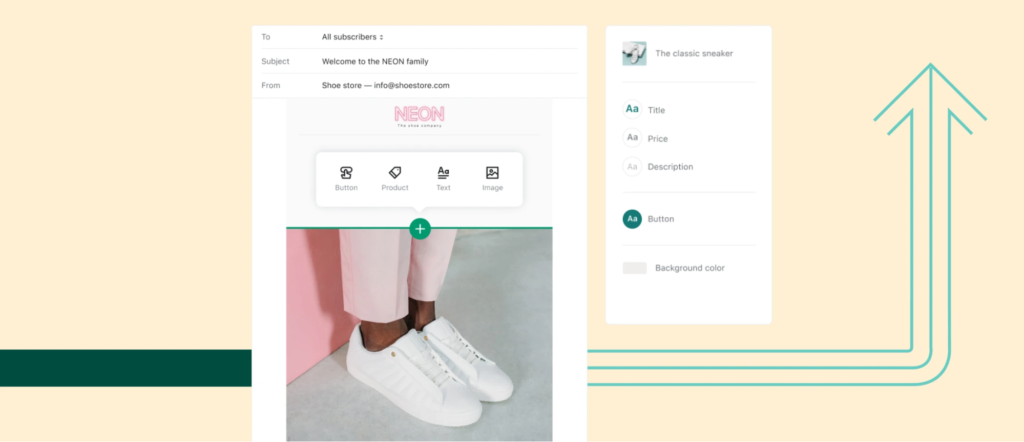 To All subscribers
Subject Welcome to the NEON family
From Shoe store — info@shoestore.com
NEON
The shoe company
Button Product Text Image
The classic sneaker
Aa Title
Aa Price
Aa Description
Aa Button
Background color